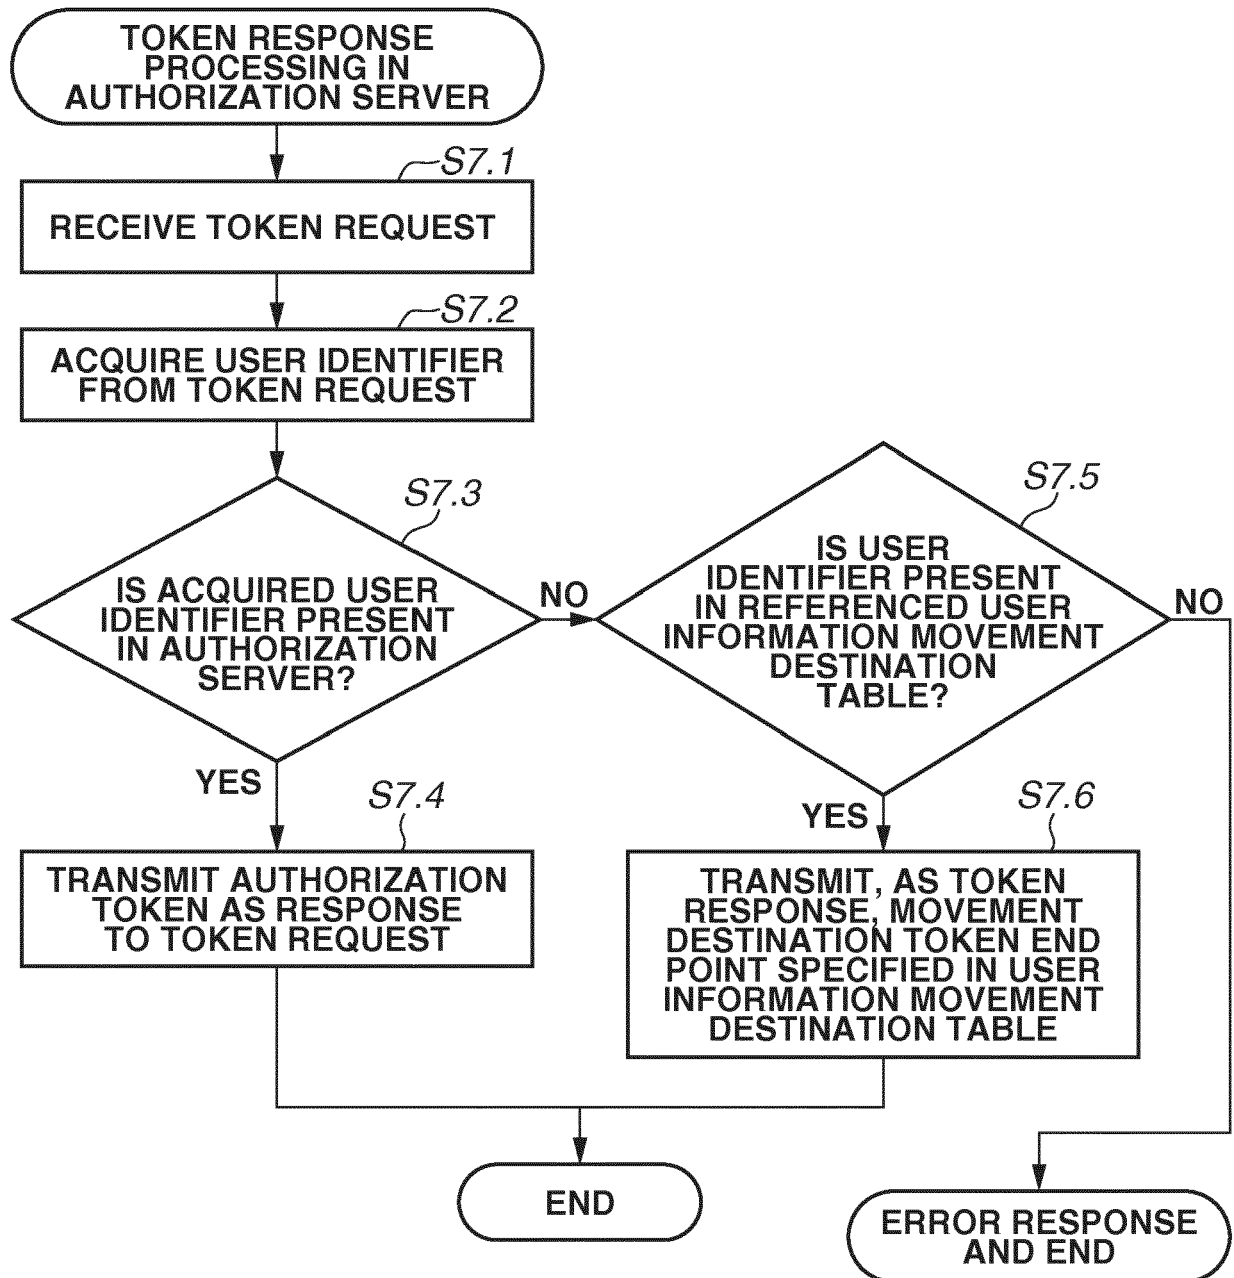 TOKEN RESPONSE
PROCESSING IN
AUTHORIZATION SERVER
S7.1
RECEIVE TOKEN REQUEST
S7.2
ACQUIRE USER IDENTIFIER
FROM TOKEN REQUEST
S7.3
IS ACQUIRED USER
IDENTIFIER PRESENT
IN AUTHORIZATION
SERVER?
NO
S7.5
IS USER
IDENTIFIER PRESENT
IN REFERENCED USER
INFORMATION MOVEMENT
DESTINATION
TABLE?
NO
YES
S7.4
TRANSMIT AUTHORIZATION
TOKEN AS RESPONSE
TO TOKEN REQUEST
YES
S7.6
TRANSMIT, AS TOKEN
RESPONSE, MOVEMENT
DESTINATION TOKEN END
POINT SPECIFIED IN USER
INFORMATION MOVEMENT
DESTINATION TABLE
END
ERROR RESPONSE
AND END